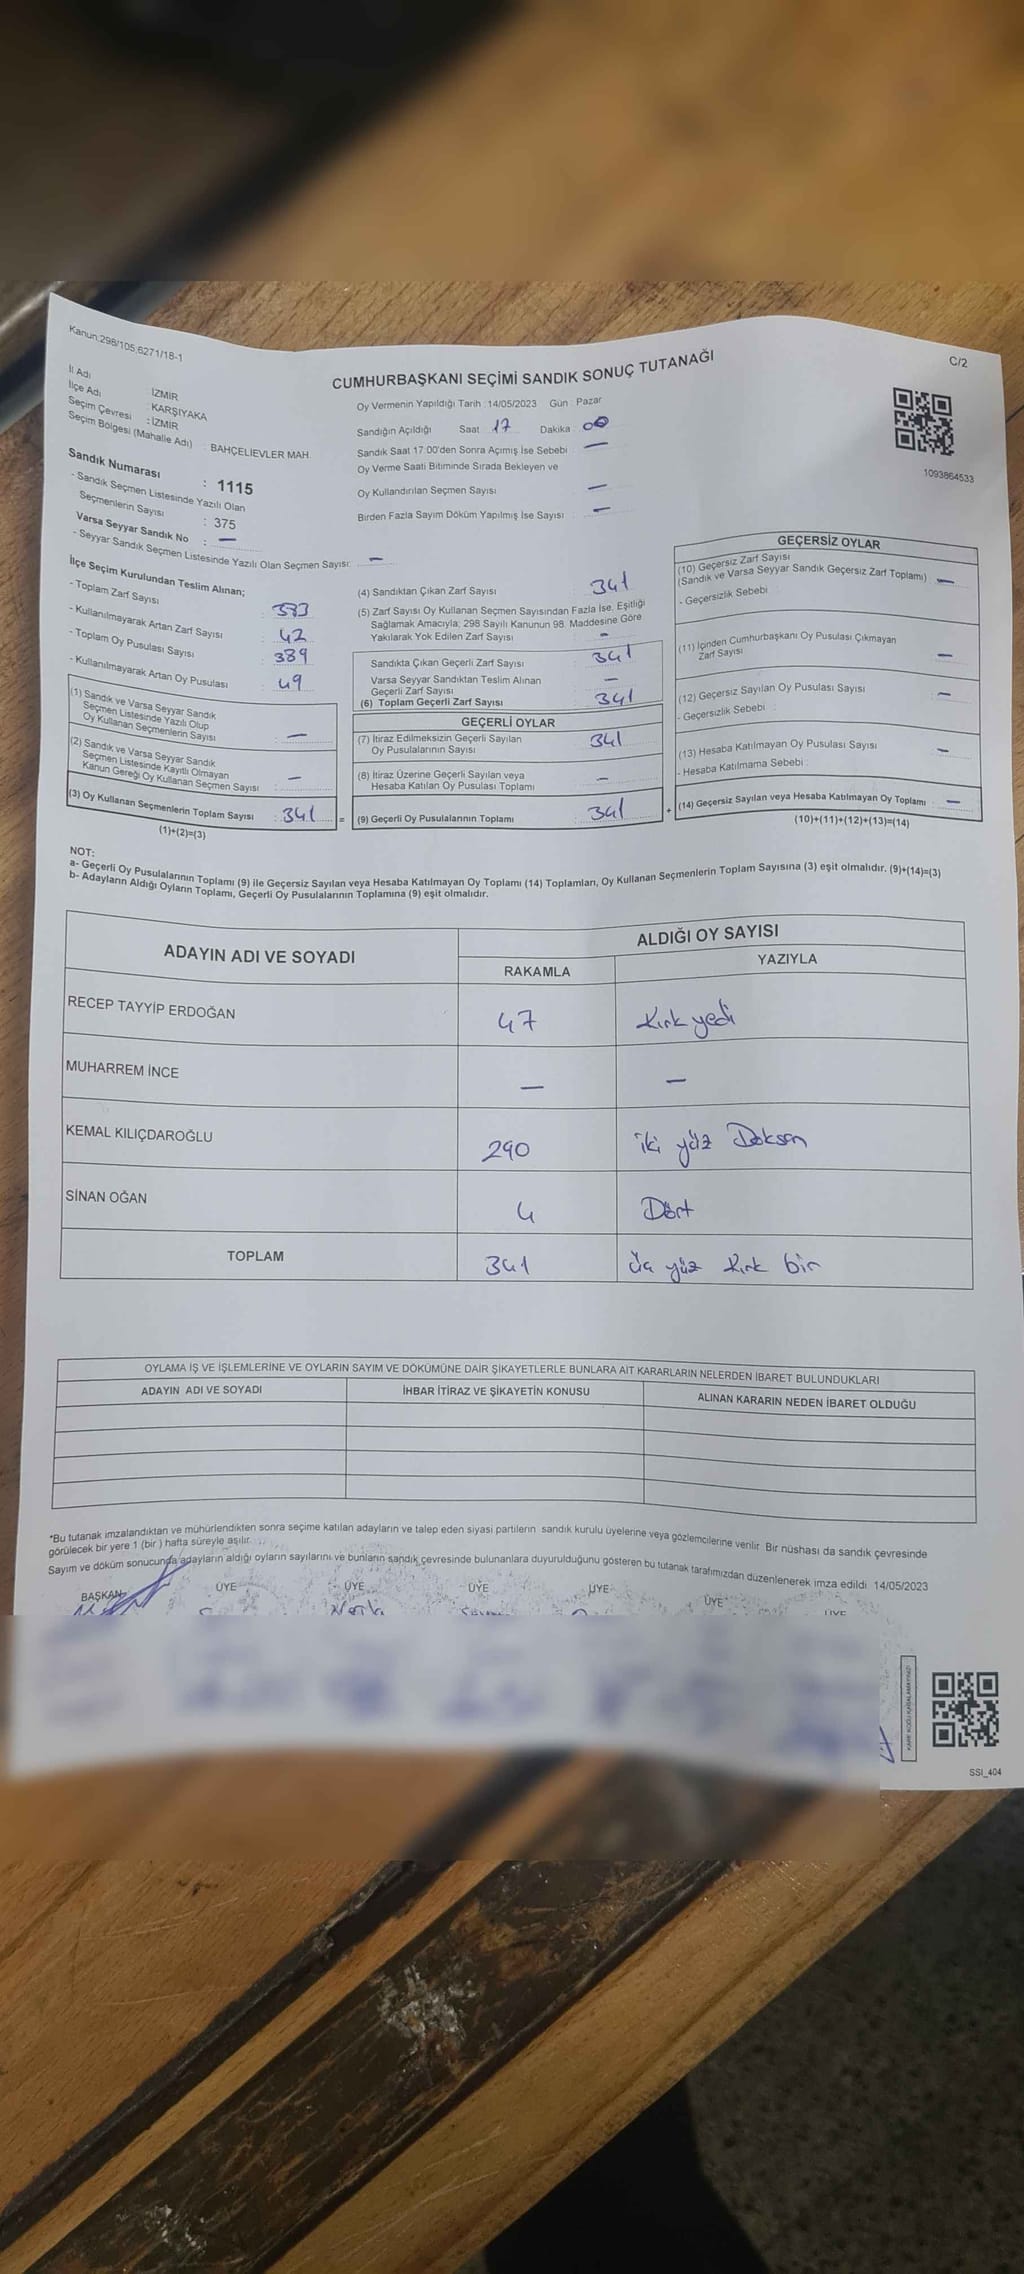 Kanun;298/105,6271/18-1
C/2
CUMHURBAŞKANI SEÇİMİ SANDIK SONUÇ TUTANAĞI
İl Adı : İZMİR
İlçe Adı : KARŞIYAKA
Seçim Çevresi : İZMİR
Seçim Bölgesi (Mahalle Adı) : BAHÇELİEVLER MAH.
Sandık Numarası : 1115
- Sandık Seçmen Listesinde Yazılı Olan
Seçmenlerin Sayısı : 375
Varsa Seyyar Sandık No : —
- Seyyar Sandık Seçmen Listesinde Yazılı Olan Seçmen Sayısı: —
Oy Vermenin Yapıldığı Tarih :14/05/2023 Gün : Pazar
Sandığın Açıldığı Saat : 17 Dakika : 00
Sandık Saat 17:00'den Sonra Açımış İse Sebebi : —
Oy Verme Saati Bitiminde Sırada Bekleyen ve
Oy Kullandırılan Seçmen Sayısı : —
Birden Fazla Sayım Döküm Yapılmış İse Sayısı : —
1093864533
İlçe Seçim Kurulundan Teslim Alınan;
- Toplam Zarf Sayısı : 383
- Kullanılmayarak Artan Zarf Sayısı : 42
- Toplam Oy Pusulası Sayısı : 389
- Kullanılmayarak Artan Oy Pusulası : 49
(1) Sandık ve Varsa Seyyar Sandık
Seçmen Listesinde Yazılı Olup
Oy Kullanan Seçmenlerin Sayısı : —
(2) Sandık ve Varsa Seyyar Sandık
Seçmen Listesinde Kayıtlı Olmayan
Kanun Gereği Oy Kullanan Seçmen Sayısı : —
(3) Oy Kullanan Seçmenlerin Toplam Sayısı : 341 =
(1)+(2)=(3)
(4) Sandıktan Çıkan Zarf Sayısı : 341
(5) Zarf Sayısı Oy Kullanan Seçmen Sayısından Fazla İse, Eşitliği
Sağlamak Amacıyla; 298 Sayılı Kanunun 98. Maddesine Göre
Yakılarak Yok Edilen Zarf Sayısı : —
Sandıkta Çıkan Geçerli Zarf Sayısı : 341
Varsa Seyyar Sandıktan Teslim Alınan
Geçerli Zarf Sayısı : —
(6) Toplam Geçerli Zarf Sayısı : 341
GEÇERLİ OYLAR
(7) İtiraz Edilmeksizin Geçerli Sayılan
Oy Pusulalarının Sayısı : 341
(8) İtiraz Üzerine Geçerli Sayılan veya
Hesaba Katılan Oy Pusulası Toplamı : —
(9) Geçerli Oy Pusulalarının Toplamı : 341 +
GEÇERSİZ OYLAR
(10) Geçersiz Zarf Sayısı
(Sandık ve Varsa Seyyar Sandık Geçersiz Zarf Toplamı) : —
- Geçersizlik Sebebi :
(11) İçinden Cumhurbaşkanı Oy Pusulası Çıkmayan
Zarf Sayısı : —
(12) Geçersiz Sayılan Oy Pusulası Sayısı : —
- Geçersizlik Sebebi :
(13) Hesaba Katılmayan Oy Pusulası Sayısı : —
- Hesaba Katılmama Sebebi :
(14) Geçersiz Sayılan veya Hesaba Katılmayan Oy Toplamı : —
(10)+(11)+(12)+(13)=(14)
NOT:
a- Geçerli Oy Pusulalarının Toplamı (9) ile Geçersiz Sayılan veya Hesaba Katılmayan Oy Toplamı (14) Toplamları, Oy Kullanan Seçmenlerin Toplam Sayısına (3) eşit olmalıdır. (9)+(14)=(3)
b- Adayların Aldığı Oyların Toplamı, Geçerli Oy Pusulalarının Toplamına (9) eşit olmalıdır.
ADAYIN ADI VE SOYADI
ALDIĞI OY SAYISI
RAKAMLA YAZIYLA
RECEP TAYYİP ERDOĞAN 47 Kırk yedi
MUHARREM İNCE — —
KEMAL KILIÇDAROĞLU 290 iki yüz Doksan
SİNAN OĞAN 4 Dört
TOPLAM 341 üç yüz kırk bir
OYLAMA İŞ VE İŞLEMLERİNE VE OYLARIN SAYIM VE DÖKÜMÜNE DAİR ŞİKAYETLERLE BUNLARA AİT KARARLARIN NELERDEN İBARET BULUNDUKLARI
ADAYIN ADI VE SOYADI İHBAR İTİRAZ VE ŞİKAYETİN KONUSU ALINAN KARARIN NEDEN İBARET OLDUĞU
*Bu tutanak imzalandıktan ve mühürlendikten sonra seçime katılan adayların ve talep eden siyasi partilerin sandık kurulu üyelerine veya gözlemcilerine verilir. Bir nüshası da sandık çevresinde
görülecek bir yere 1 (bir ) hafta süreyle asılır.
Sayım ve döküm sonucunda adayların aldığı oyların sayılarını ve bunların sandık çevresinde bulunanlara duyurulduğunu gösteren bu tutanak tarafımızdan düzenlenerek imza edildi. 14/05/2023
BAŞKAN ÜYE ÜYE ÜYE ÜYE ÜYE ÜYE
SSI_404